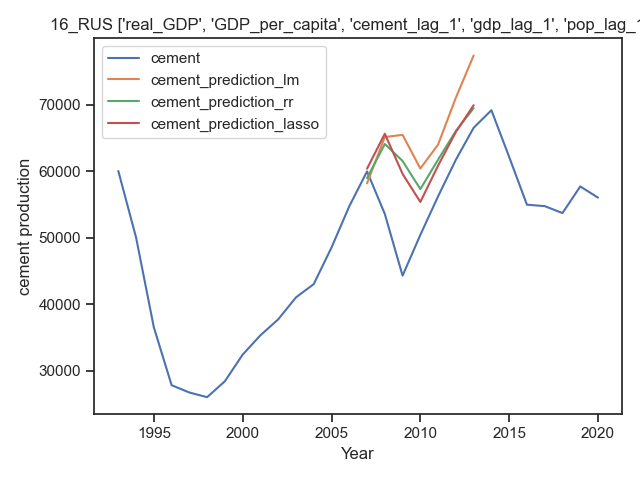 16_RUS ['real_GDP', 'GDP_per_capita', 'cement_lag_1', 'gdp_lag_1', 'pop_lag_1
cement
cement_prediction_lm
cement_prediction_rr
cement_prediction_lasso
70000
60000
50000
40000
30000
cement production
1995
2000
2005
2010
2015
2020
Year